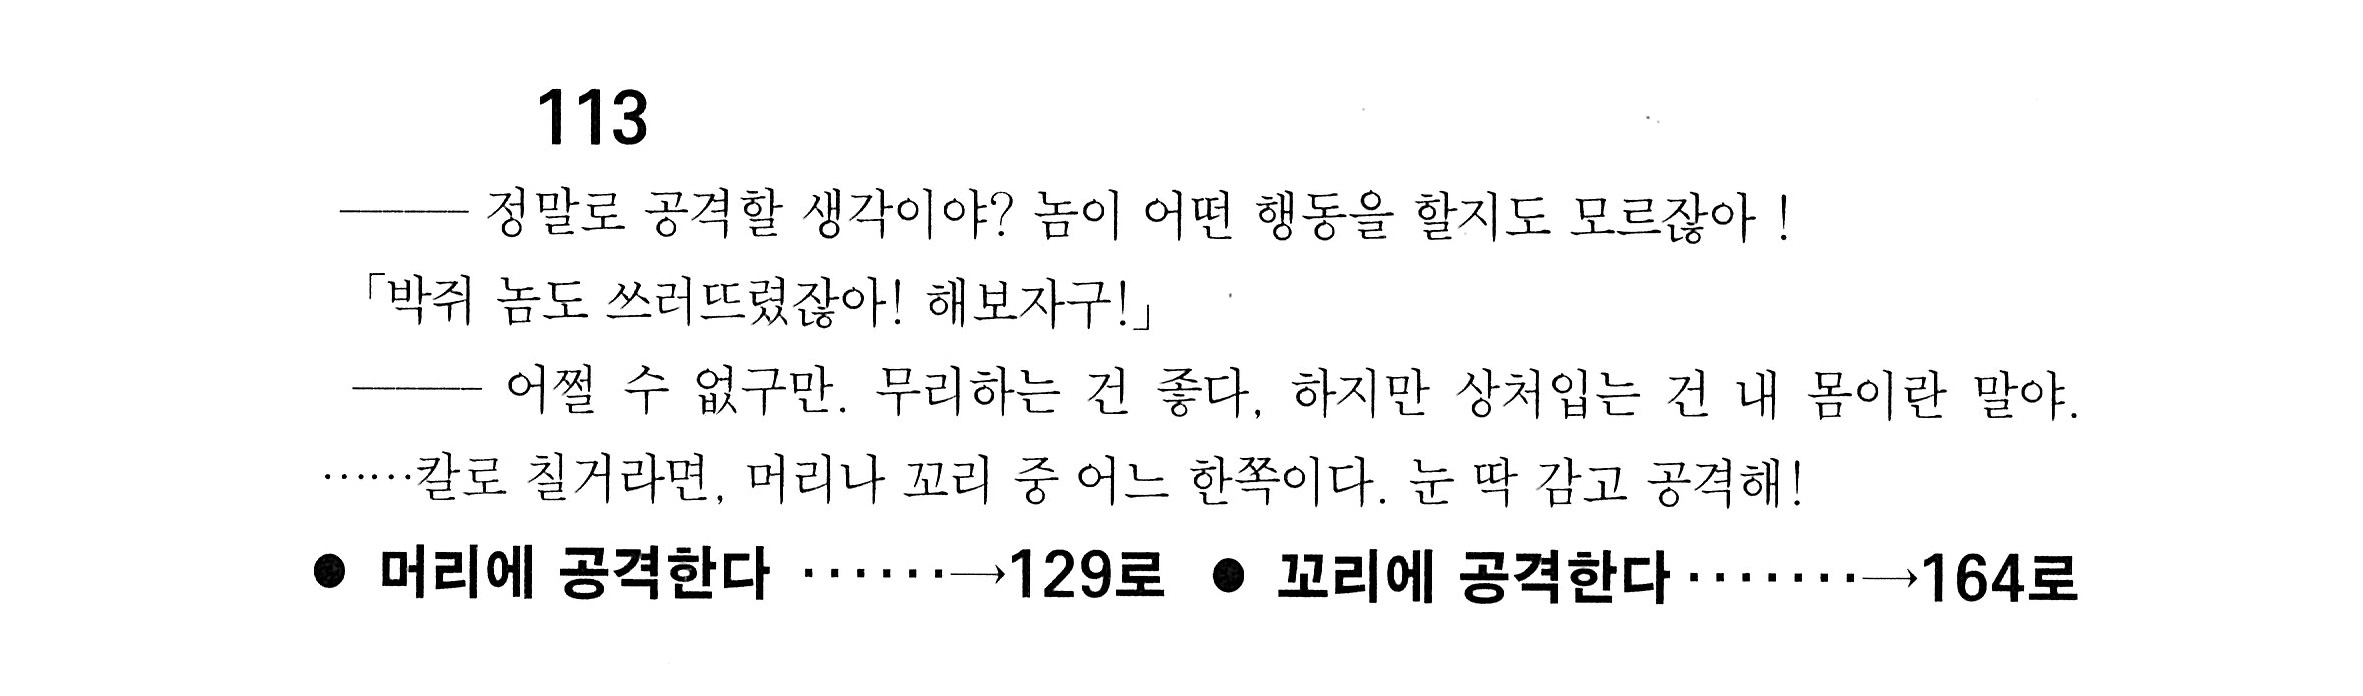 113
—— 정말로 공격할 생각이야? 놈이 어떤 행동을 할지도 모르잖아 !
「박쥐 놈도 쓰러뜨렸잖아! 해보자구!」
—— 어쩔 수 없구만. 무리하는 건 좋다, 하지만 상처입는 건 내 몸이란 말야.
……칼로 칠거라면, 머리나 꼬리 중 어느 한쪽이다. 눈 딱 감고 공격해!
● 머리에 공격한다 ······→129로 ● 꼬리에 공격한다·······→164로